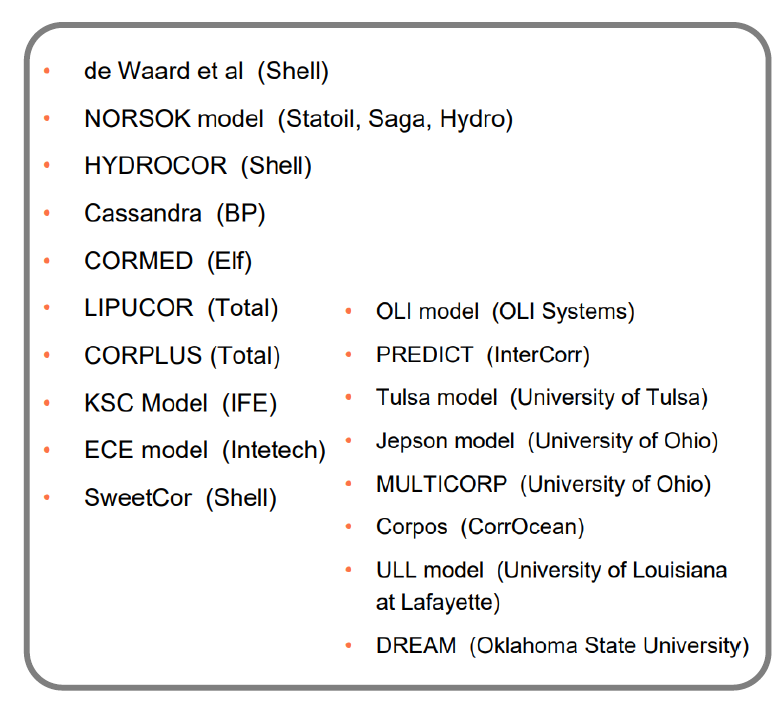 • de Waard et al (Shell)
• NORSOK model (Statoil, Saga, Hydro)
• HYDROCOR (Shell)
• Cassandra (BP)
• CORMED (Elf)
• LIPUCOR (Total)
• CORPLUS (Total)
• KSC Model (IFE)
• ECE model (Intetech)
• SweetCor (Shell)
• OLI model (OLI Systems)
• PREDICT (InterCorr)
• Tulsa model (University of Tulsa)
• Jepson model (University of Ohio)
• MULTICORP (University of Ohio)
• Corpos (CorrOcean)
• ULL model (University of Louisiana
at Lafayette)
• DREAM (Oklahoma State University)